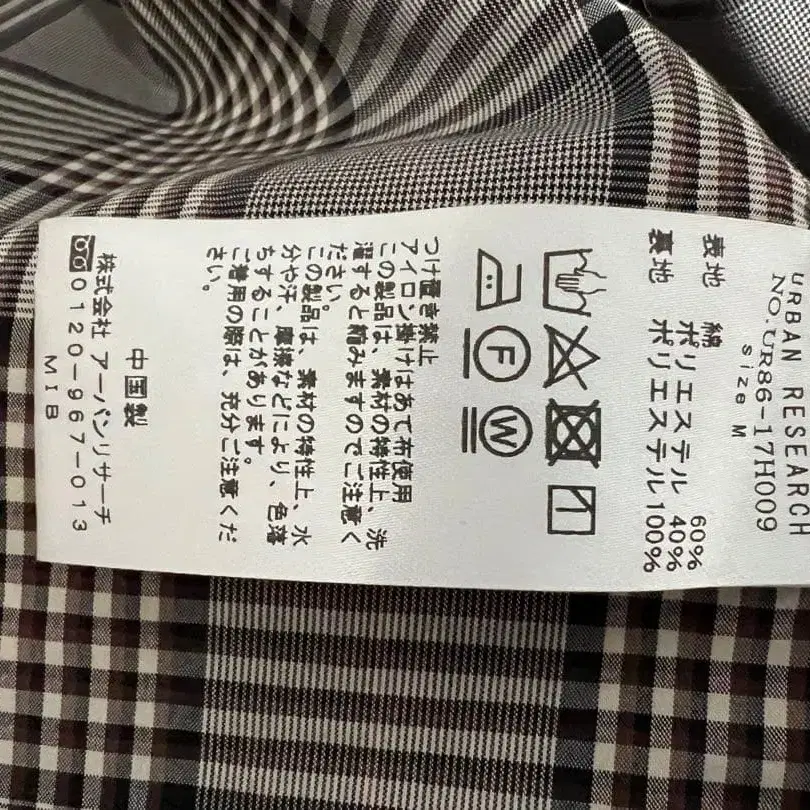 URBAN RESEARCH
NO.UR86-17H009
size M
表地 綿 60%
ポリエステル 40%
裏地 ポリエステル 100%
F
W
つけ置き禁止
アイロン掛けはあて布使用
この製品は、素材の特性上、洗
濯すると縮みますのでご注意く
ださい。
この製品は、素材の特性上、水
分や汗、摩擦などにより、色落
ちすることがあります。
ご着用の際は、充分ご注意くだ
さい。
中国製
株式会社 アーバンリサーチ
0120-967-013
MIB